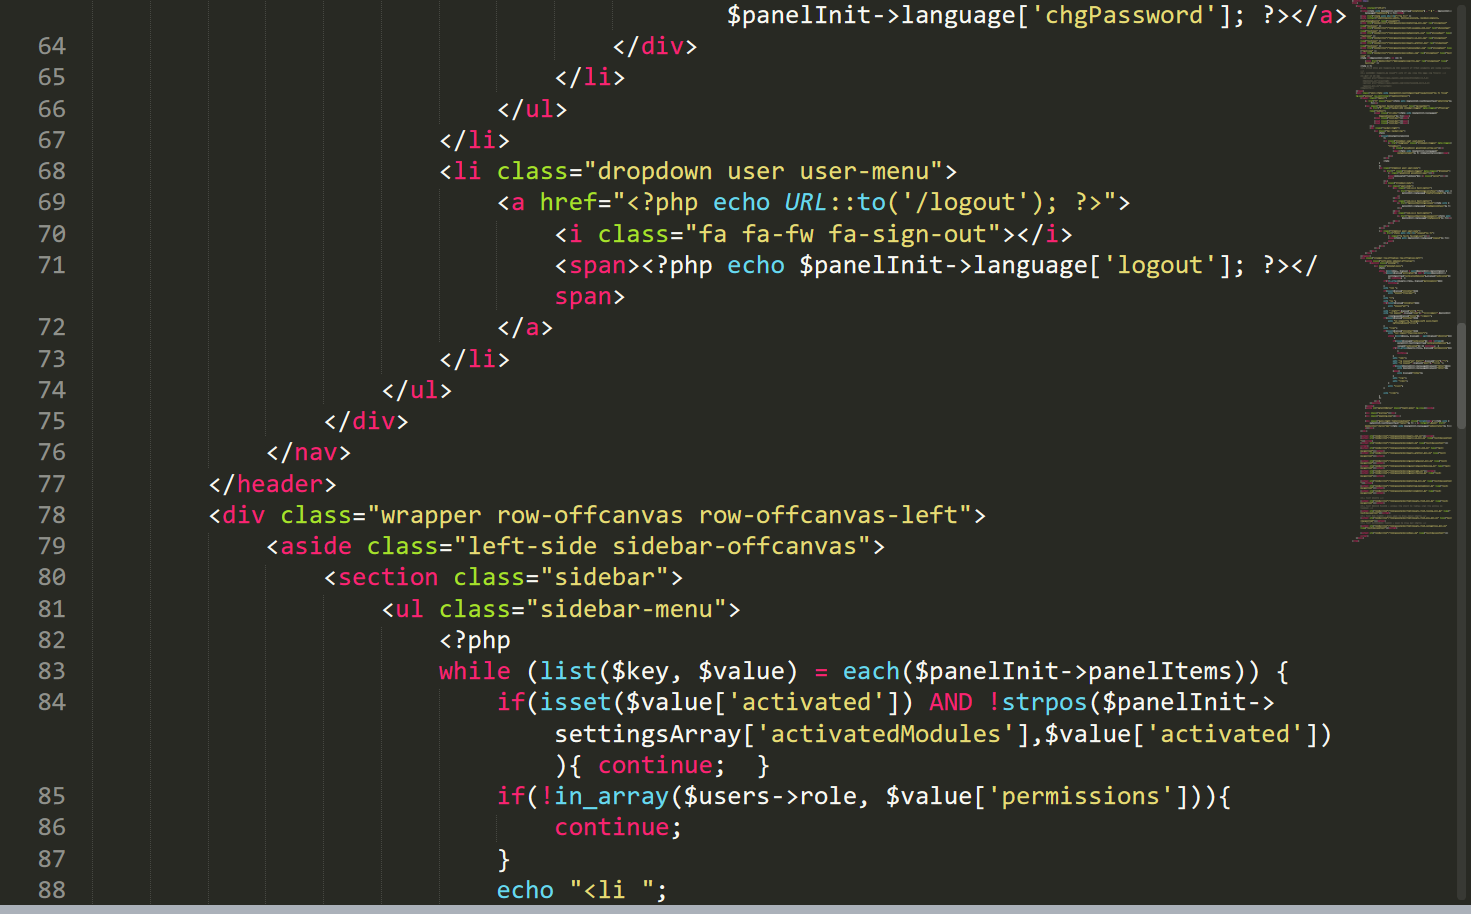 $panelInit->language['chgPassword']; ?></a>
64 </div>
65 </li>
66 </ul>
67 </li>
68 <li class="dropdown user user-menu">
69 <a href="<?php echo URL::to('/logout'); ?>">
70 <i class="fa fa-fw fa-sign-out"></i>
71 <span><?php echo $panelInit->language['logout']; ?></
span>
72 </a>
73 </li>
74 </ul>
75 </div>
76 </nav>
77 </header>
78 <div class="wrapper row-offcanvas row-offcanvas-left">
79 <aside class="left-side sidebar-offcanvas">
80 <section class="sidebar">
81 <ul class="sidebar-menu">
82 <?php
83 while (list($key, $value) = each($panelInit->panelItems)) {
84 if(isset($value['activated']) AND !strpos($panelInit->
settingsArray['activatedModules'],$value['activated'])
){ continue;  }
85 if(!in_array($users->role, $value['permissions'])){
86 continue;
87 }
88 echo "<li ";